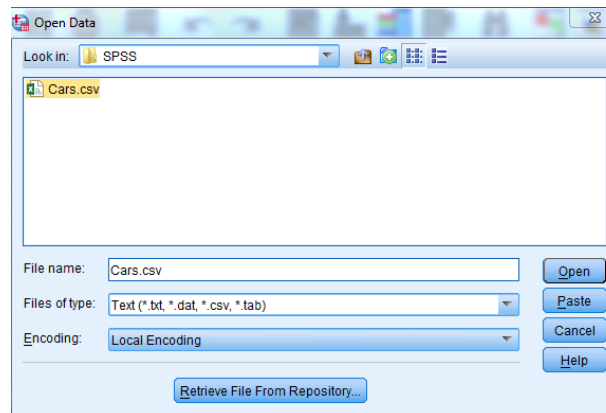 Open Data
Look in: SPSS
Cars.csv
File name: Cars.csv
Open
Files of type: Text (*.txt, *.dat, *.csv, *.tab)
Paste
Encoding: Local Encoding
Cancel
Help
Retrieve File From Repository...